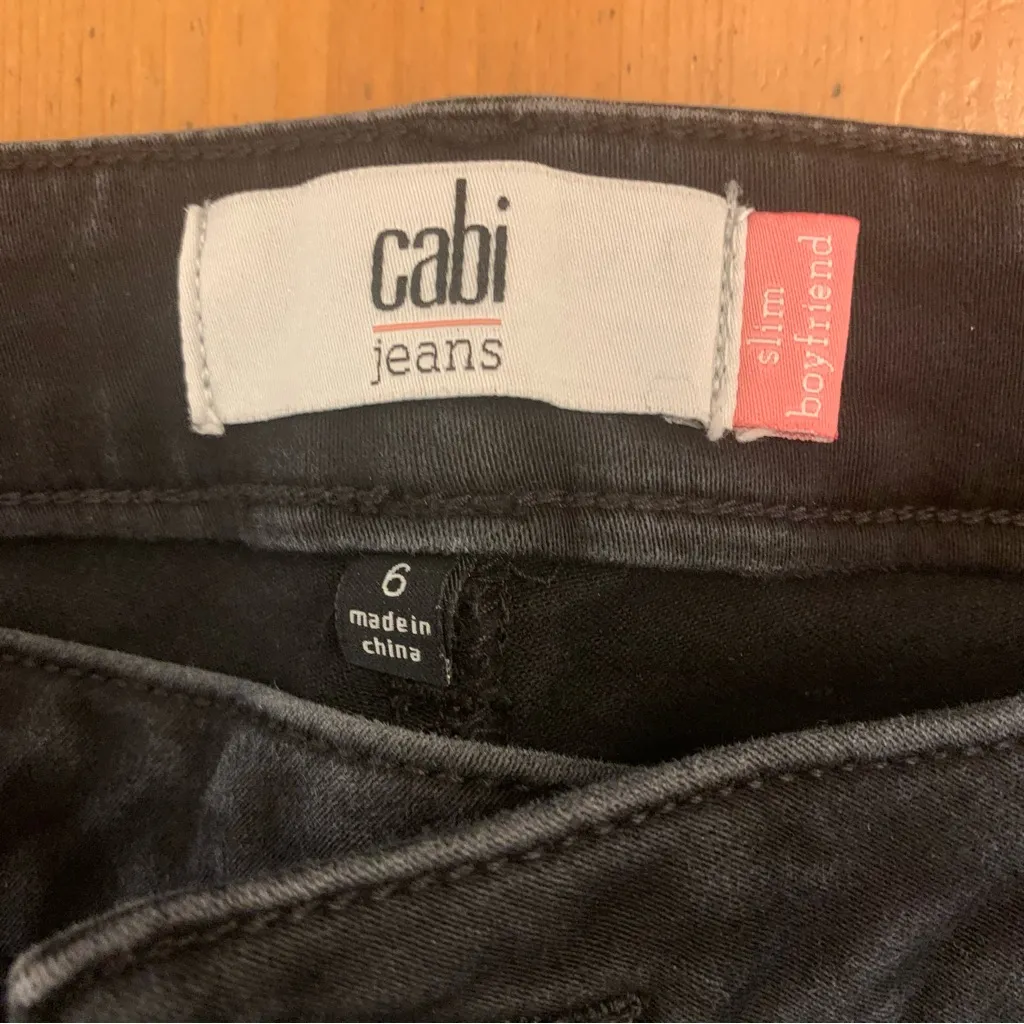 cabi
jeans
slim
boyfriend
6
made in
china